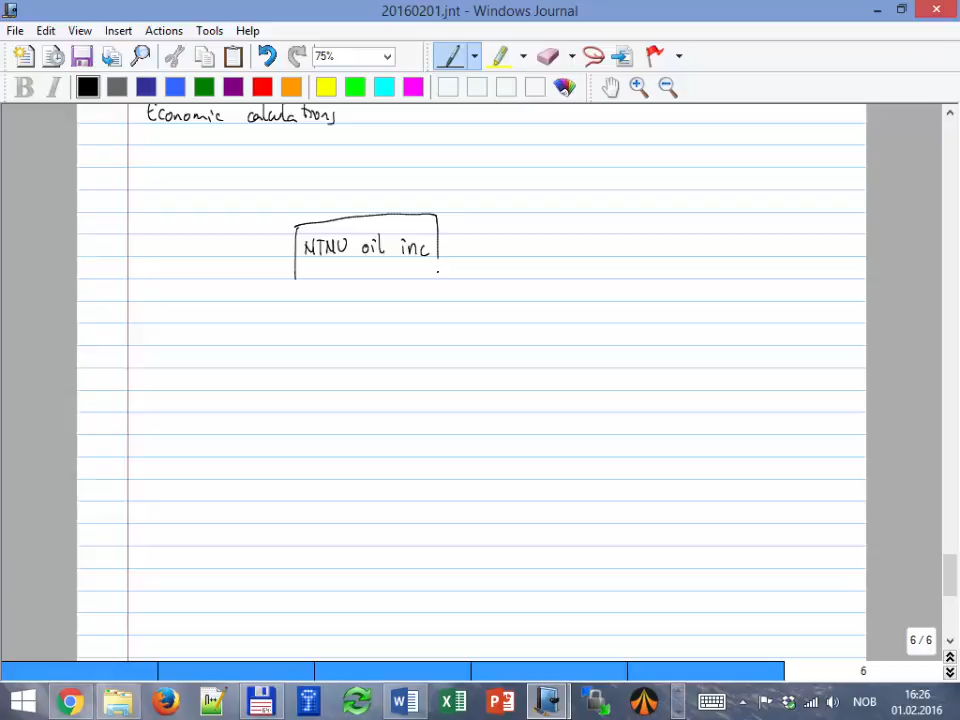 20160201.jnt - Windows Journal
File Edit View Insert Actions Tools Help
75%
B I
Economic calculations
NTNU oil inc
6 / 6
6
NOB
16:26
01.02.2016